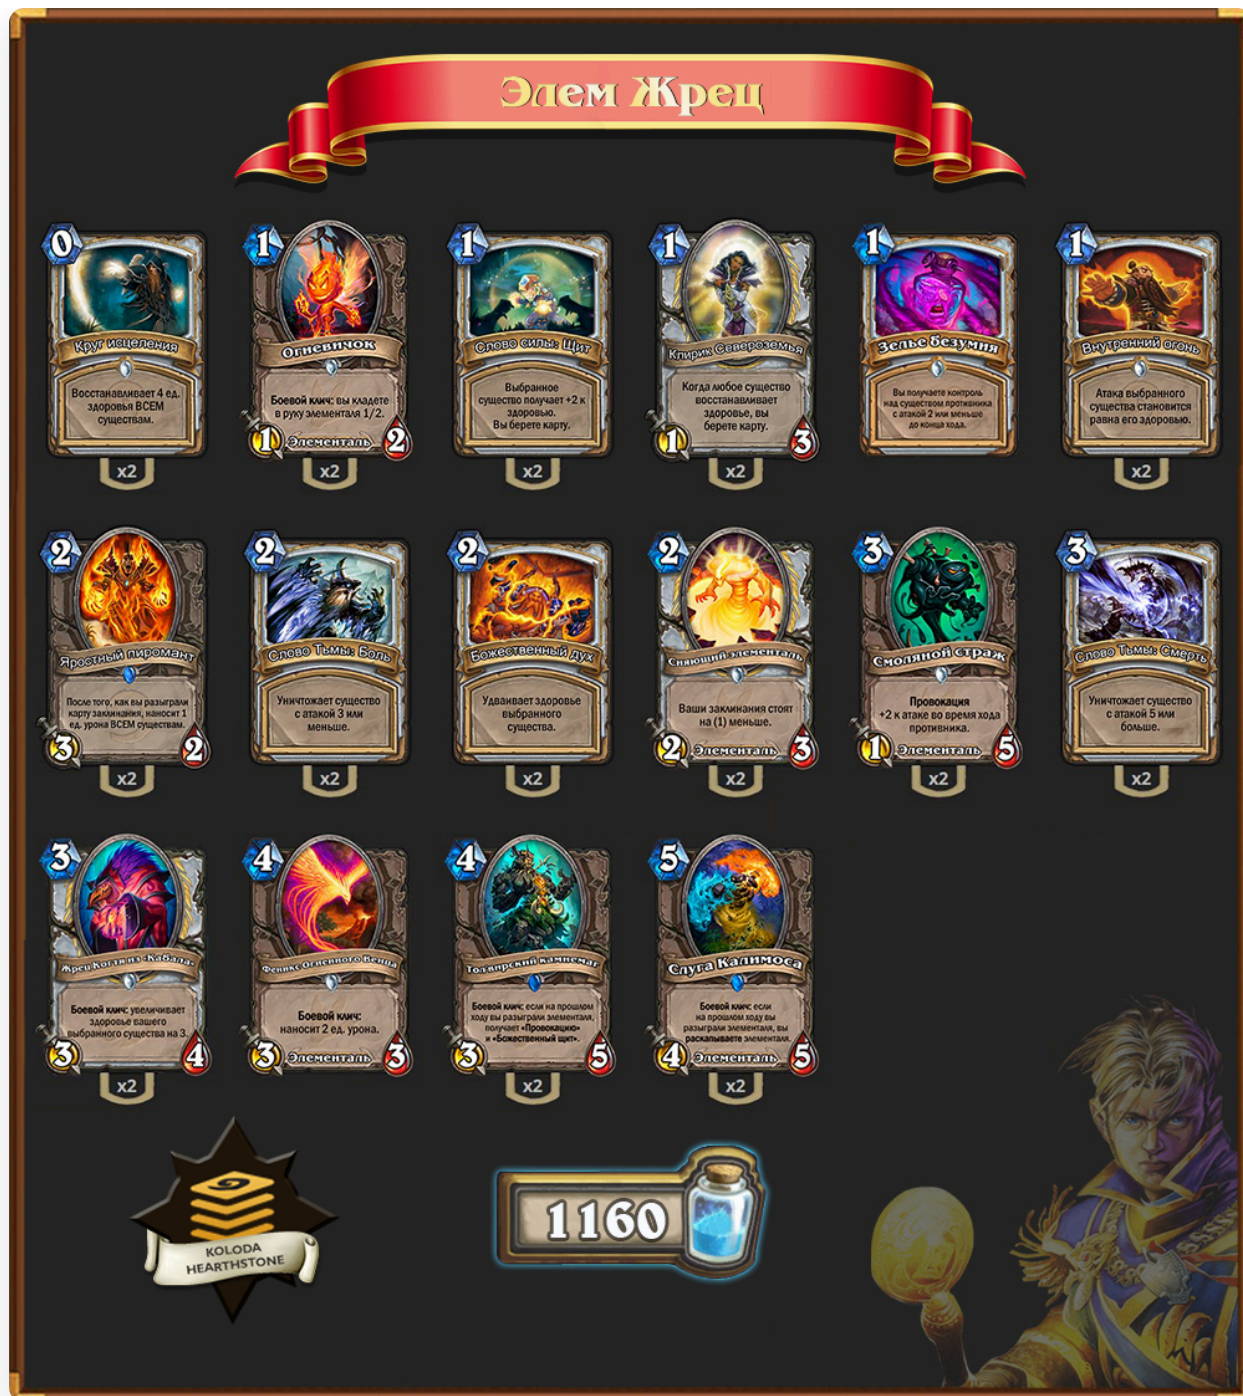 Элем Жрец
0
Круг исцеления
Восстанавливает 4 ед.
здоровья ВСЕМ
существам.
x2
1
Огневичок
Боевой клич: вы кладете
в руку элементаля 1/2.
1
Элементаль
2
x2
1
Слово силы: Щит
Выбранное
существо получает +2 к
здоровью.
Вы берете карту.
x2
1
Клирик Североземья
Когда любое существо
восстанавливает
здоровье, вы
берете карту.
1
3
x2
1
Зелье безумия
Вы получаете контроль
над существом противника
с атакой 2 или меньше
до конца хода.
1
Внутренний огонь
Атака выбранного
существа становится
равна его здоровью.
x2
2
Яростный пиромант
После того, как вы разыграли
карту заклинания, наносит 1
ед. урона ВСЕМ существам.
3
2
x2
2
Слово Тьмы: Боль
Уничтожает существо
с атакой 3 или
меньше.
x2
2
Божественный дух
Удваивает здоровье
выбранного
существа.
x2
2
Сияющий элементаль
Ваши заклинания стоят
на (1) меньше.
2
Элементаль
3
x2
3
Смоляной страж
Провокация
+2 к атаке во время хода
противника.
1
Элементаль
5
x2
3
Слово Тьмы: Смерть
Уничтожает существо
с атакой 5 или
больше.
x2
3
Жрец Когтя из «Кабала»
Боевой клич: увеличивает
здоровье вашего
выбранного существа на 3.
3
4
x2
4
Феникс Огненного Венца
Боевой клич:
наносит 2 ед. урона.
3
Элементаль
3
x2
4
Тол'вирский камнемаг
Боевой клич: если на прошлом
ходу вы разыграли элементаля,
получает «Провокацию»
и «Божественный щит».
3
5
x2
5
Слуга Калимоса
Боевой клич: если
на прошлом ходу вы
разыграли элементаля, вы
раскапываете элементаля.
4
Элементаль
5
x2
KOLODA
HEARTHSTONE
1160